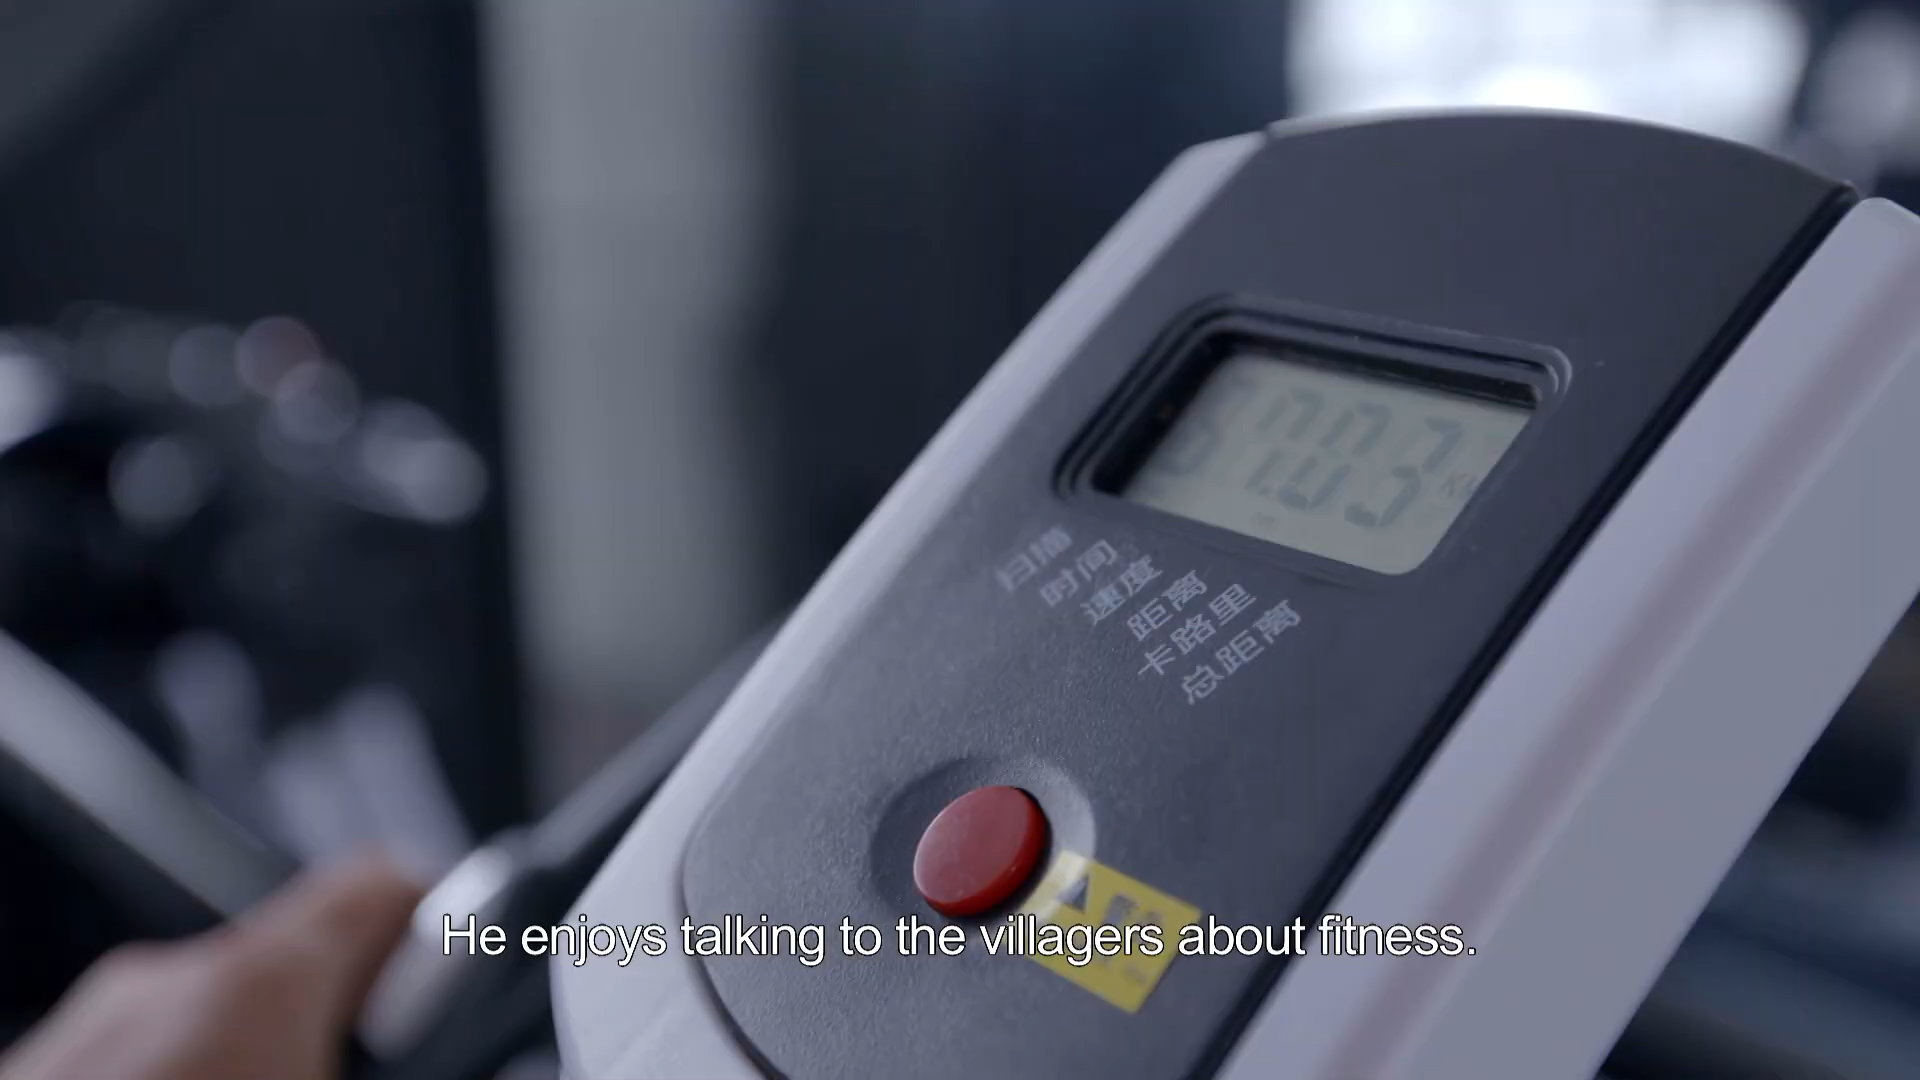 扫描
时间
速度
距离
卡路里
总距离
He enjoys talking to the villagers about fitness.